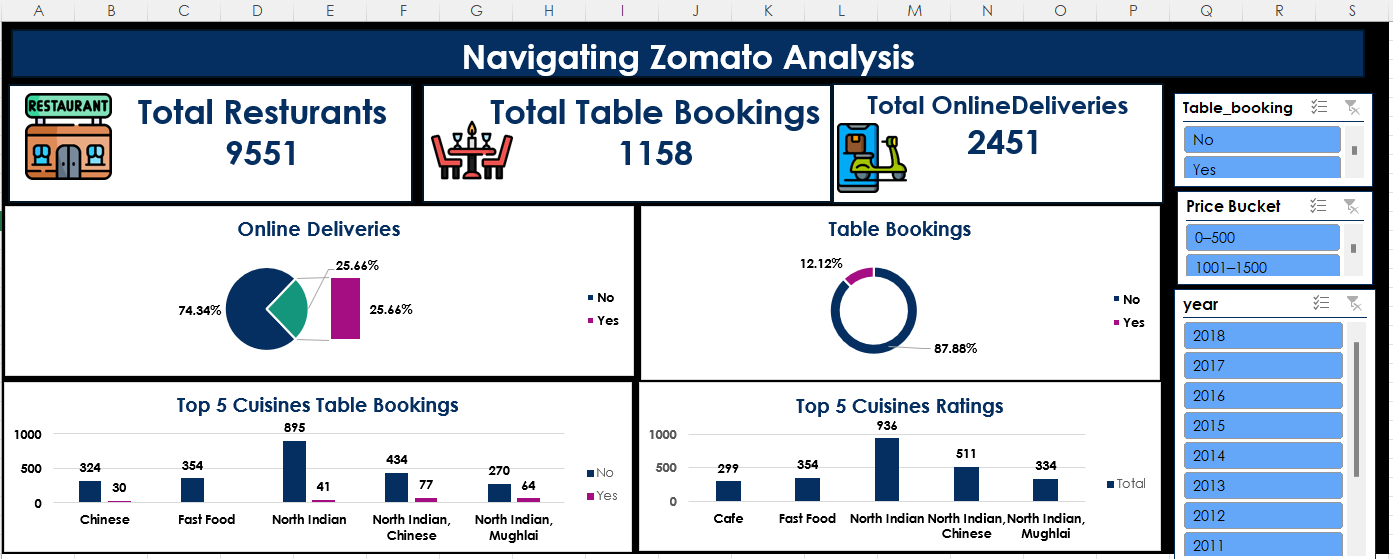 A B C D E F G H I J K L M N O P Q R S
Navigating Zomato Analysis
RESTAURANT
Total Resturants
9551
Total Table Bookings
1158
Total OnlineDeliveries
2451
Table_booking
No
Yes
Price Bucket
0–500
1001–1500
year
2018
2017
2016
2015
2014
2013
2012
2011
Online Deliveries
74.34%
25.66%
25.66%
No
Yes
Table Bookings
12.12%
87.88%
No
Yes
Top 5 Cuisines Table Bookings
1000
500
0
324
30
354
895
41
434
77
270
64
Chinese
Fast Food
North Indian
North Indian,
Chinese
North Indian,
Mughlai
No
Yes
Top 5 Cuisines Ratings
1000
500
0
299
354
936
511
334
Cafe
Fast Food
North Indian
North Indian,
Chinese
North Indian,
Mughlai
Total